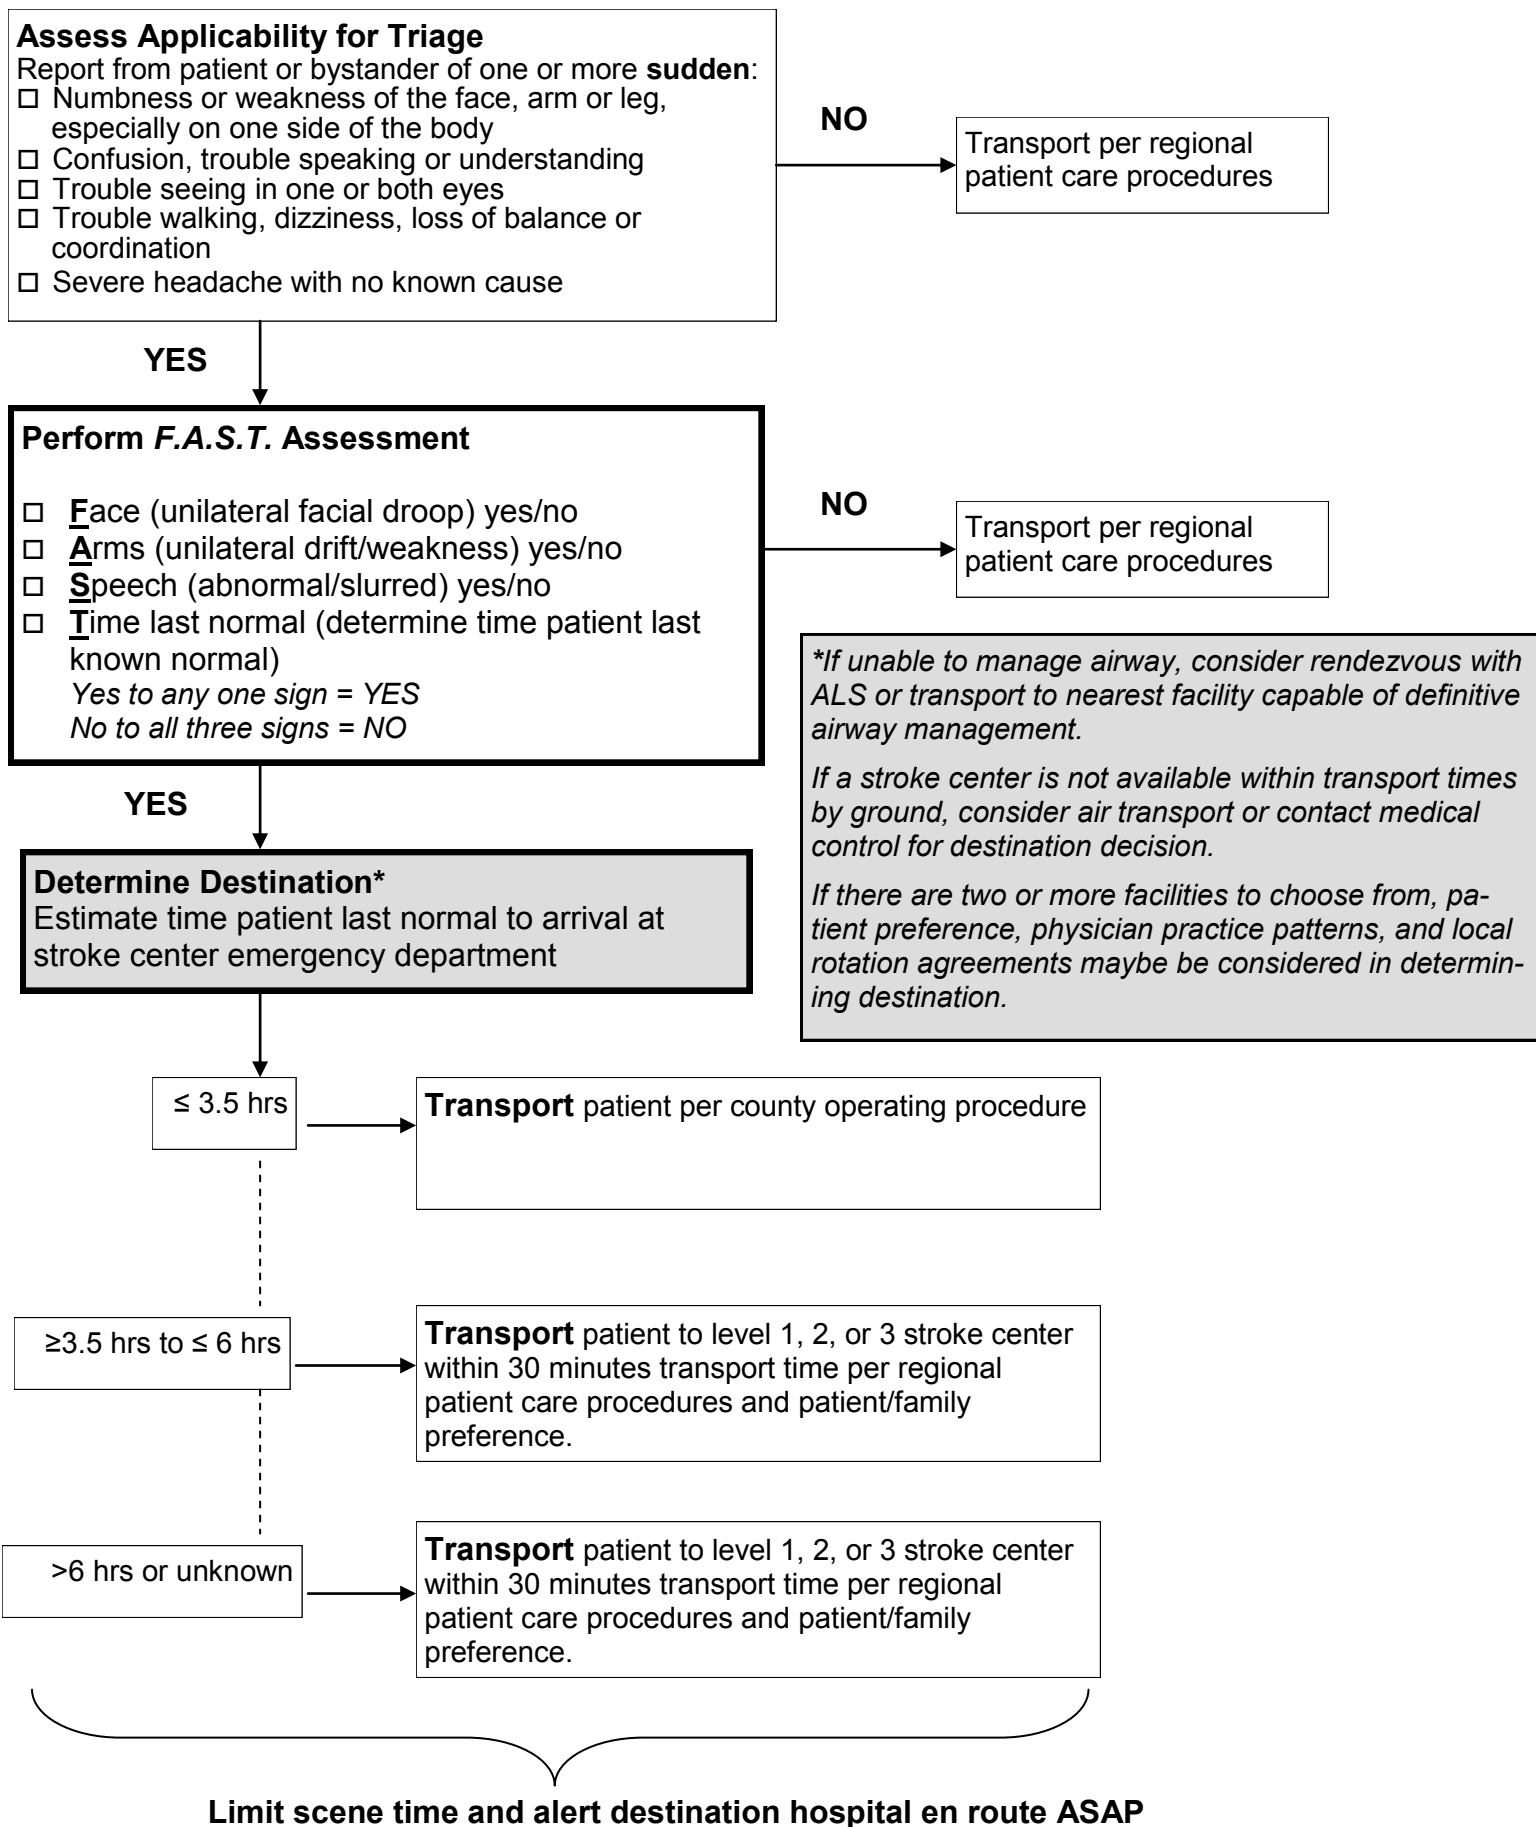 Assess Applicability for Triage
Report from patient or bystander of one or more sudden:
☐ Numbness or weakness of the face, arm or leg,
especially on one side of the body
☐ Confusion, trouble speaking or understanding
☐ Trouble seeing in one or both eyes
☐ Trouble walking, dizziness, loss of balance or
coordination
☐ Severe headache with no known cause
NO
Transport per regional
patient care procedures
YES
Perform F.A.S.T. Assessment
☐ Face (unilateral facial droop) yes/no
☐ Arms (unilateral drift/weakness) yes/no
☐ Speech (abnormal/slurred) yes/no
☐ Time last normal (determine time patient last
known normal)
Yes to any one sign = YES
No to all three signs = NO
NO
Transport per regional
patient care procedures
*If unable to manage airway, consider rendezvous with
ALS or transport to nearest facility capable of definitive
airway management.
If a stroke center is not available within transport times
by ground, consider air transport or contact medical
control for destination decision.
If there are two or more facilities to choose from, pa-
tient preference, physician practice patterns, and local
rotation agreements maybe be considered in determin-
ing destination.
YES
Determine Destination*
Estimate time patient last normal to arrival at
stroke center emergency department
≤ 3.5 hrs
Transport patient per county operating procedure
≥3.5 hrs to ≤ 6 hrs
Transport patient to level 1, 2, or 3 stroke center
within 30 minutes transport time per regional
patient care procedures and patient/family
preference.
>6 hrs or unknown
Transport patient to level 1, 2, or 3 stroke center
within 30 minutes transport time per regional
patient care procedures and patient/family
preference.
Limit scene time and alert destination hospital en route ASAP